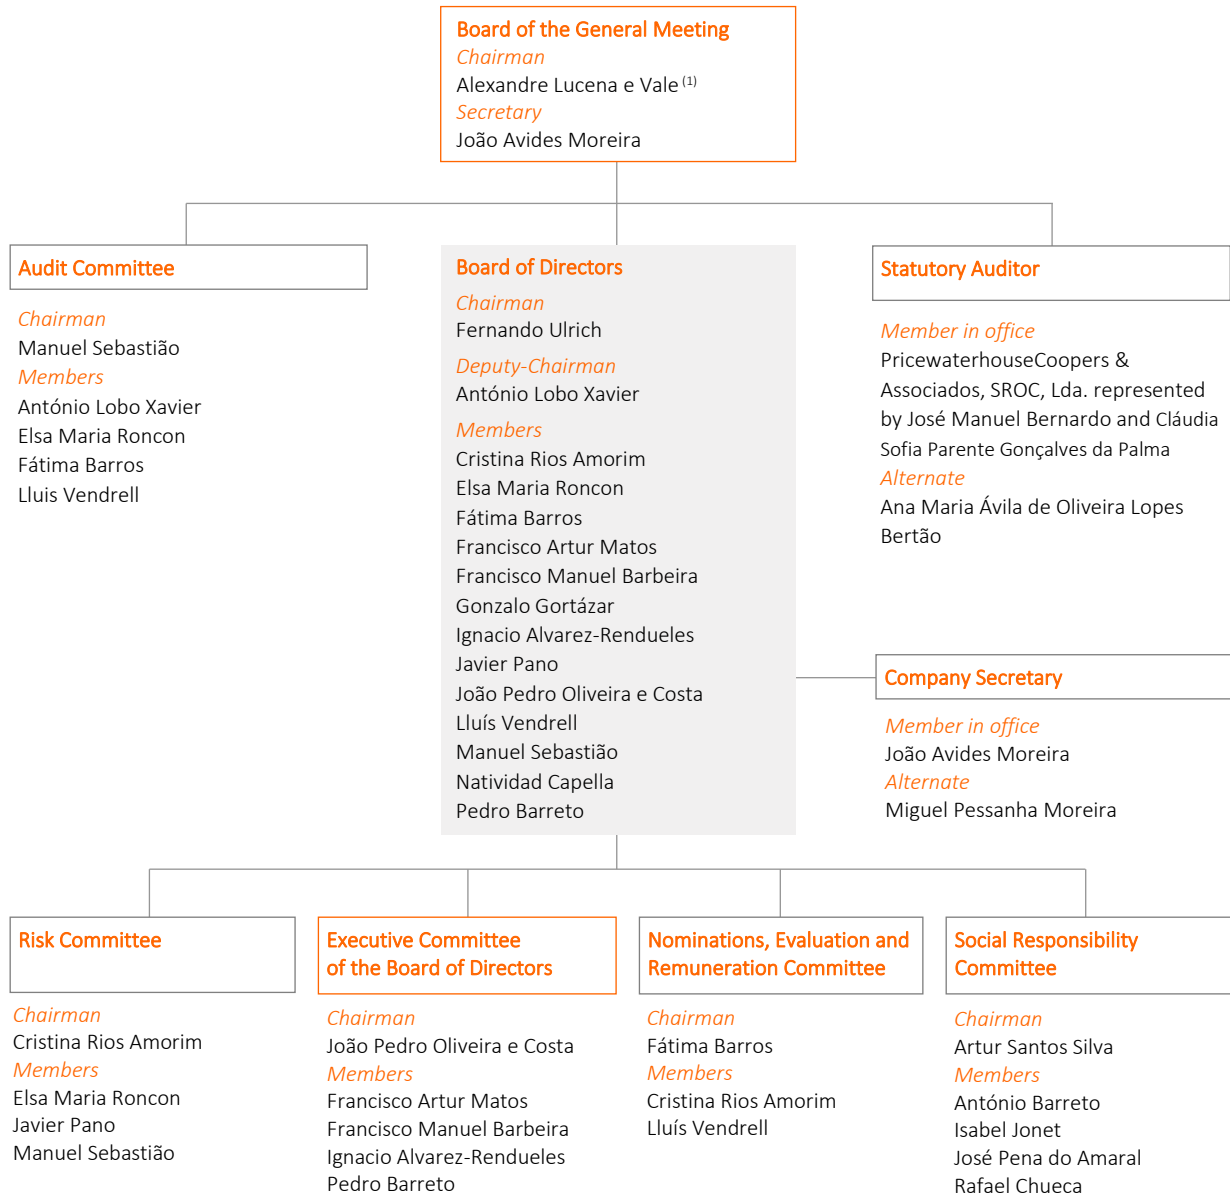 Board of the General Meeting
Chairman
Alexandre Lucena e Vale (1)
Secretary
João Avides Moreira
Audit Committee
Chairman
Manuel Sebastião
Members
António Lobo Xavier
Elsa Maria Roncon
Fátima Barros
Lluis Vendrell
Board of Directors
Chairman
Fernando Ulrich
Deputy-Chairman
António Lobo Xavier
Members
Cristina Rios Amorim
Elsa Maria Roncon
Fátima Barros
Francisco Artur Matos
Francisco Manuel Barbeira
Gonzalo Gortázar
Ignacio Alvarez-Rendueles
Javier Pano
João Pedro Oliveira e Costa
Lluís Vendrell
Manuel Sebastião
Natividad Capella
Pedro Barreto
Statutory Auditor
Member in office
PricewaterhouseCoopers &
Associados, SROC, Lda. represented
by José Manuel Bernardo and Cláudia
Sofia Parente Gonçalves da Palma
Alternate
Ana Maria Ávila de Oliveira Lopes
Bertão
Company Secretary
Member in office
João Avides Moreira
Alternate
Miguel Pessanha Moreira
Risk Committee
Chairman
Cristina Rios Amorim
Members
Elsa Maria Roncon
Javier Pano
Manuel Sebastião
Executive Committee
of the Board of Directors
Chairman
João Pedro Oliveira e Costa
Members
Francisco Artur Matos
Francisco Manuel Barbeira
Ignacio Alvarez-Rendueles
Pedro Barreto
Nominations, Evaluation and
Remuneration Committee
Chairman
Fátima Barros
Members
Cristina Rios Amorim
Lluís Vendrell
Social Responsibility
Committee
Chairman
Artur Santos Silva
Members
António Barreto
Isabel Jonet
José Pena do Amaral
Rafael Chueca